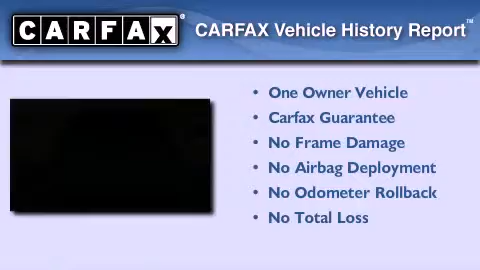 CARFAX® CARFAX Vehicle History Report™
• One Owner Vehicle
• Carfax Guarantee
• No Frame Damage
• No Airbag Deployment
• No Odometer Rollback
• No Total Loss